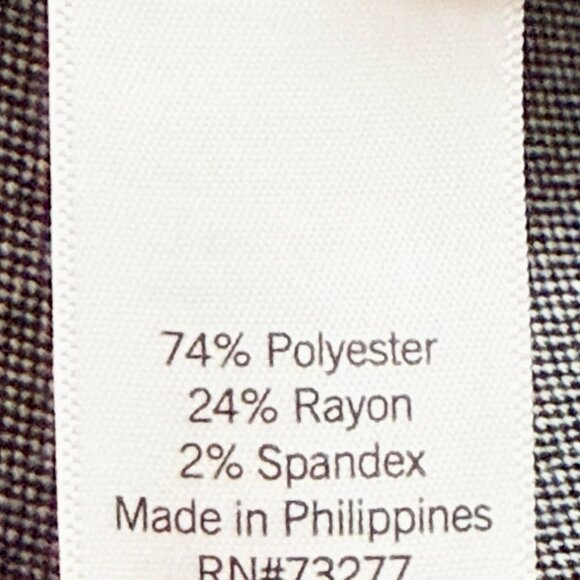 74% Polyester
24% Rayon
2% Spandex
Made in Philippines
RN#73277